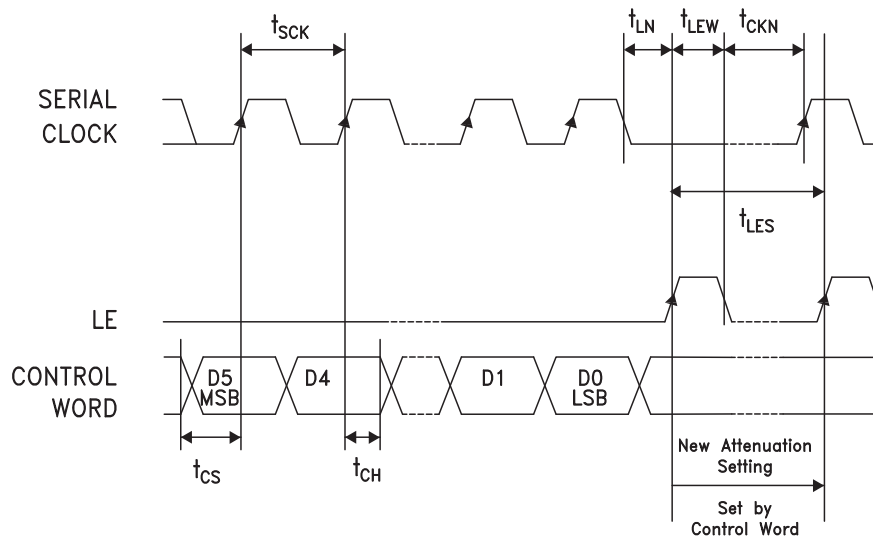 tSCK
tLN
tLEW
tCKN
SERIAL
CLOCK
tLES
LE
CONTROL
WORD
D5
MSB
D4
D1
D0
LSB
tCS
tCH
New Attenuation
Setting
Set by
Control Word